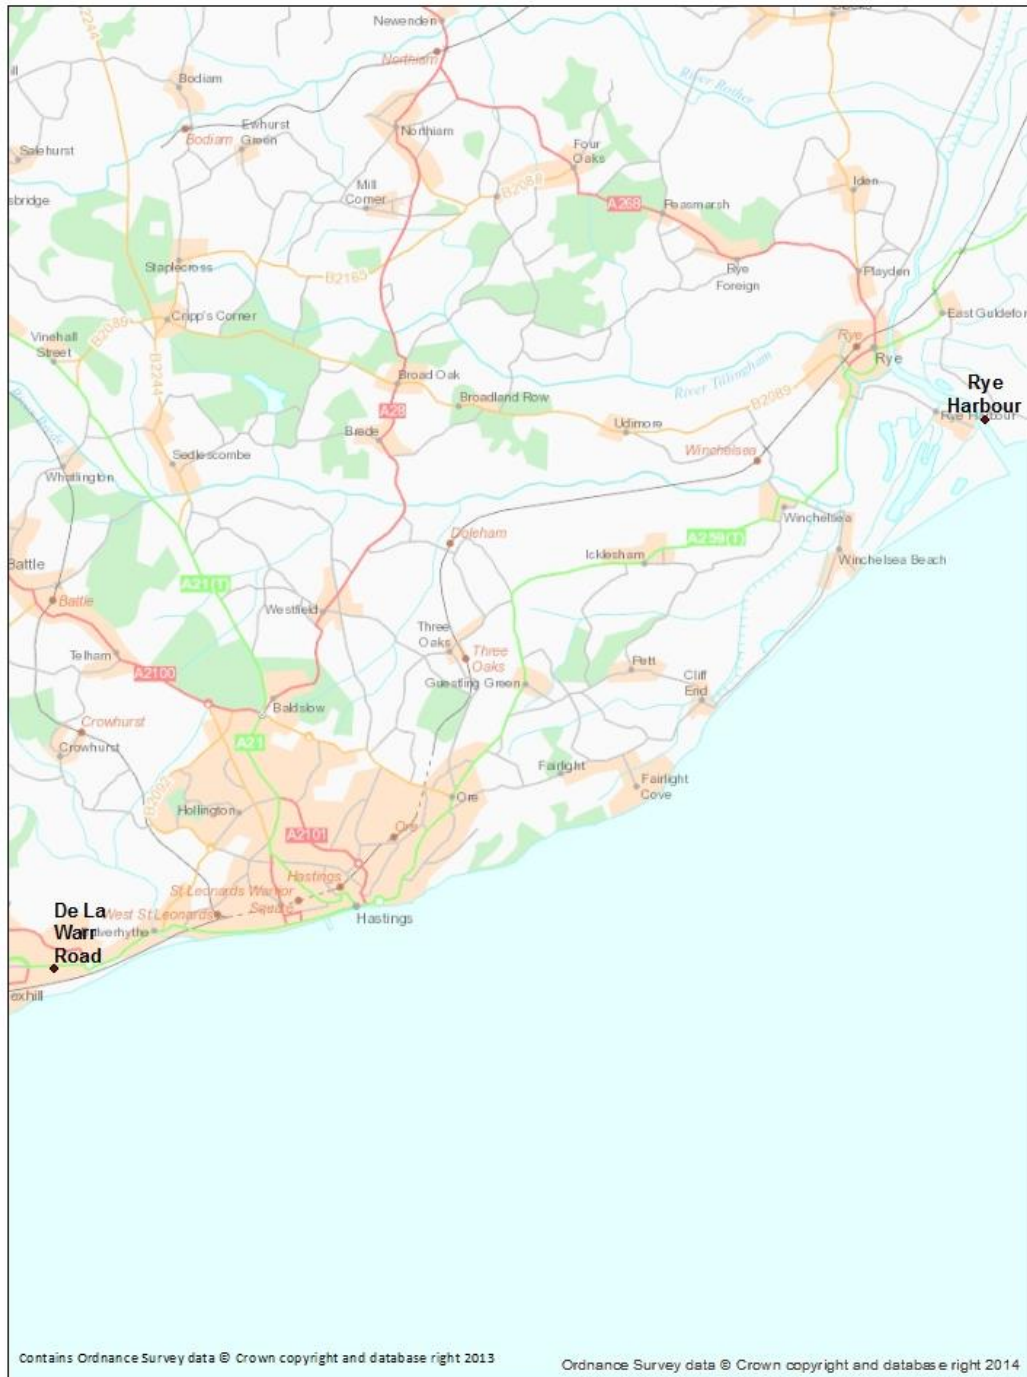 B2244
Newenden
Northiam
Bodiam
Bodiam
Ewhurst
Green
Salehurst
Northiam
River Rother
Four
Oaks
Mill
Corner
B2088
Iden
sbridge
A268
Peasmarsh
Staplecross
B2165
Rye
Foreign
Playden
Cripp's Corner
East Guldefor
Vinehall
Street
B2089
B2244
Rye
Rye
Broad Oak
River Tillingham
Broadland Row
A28
B2089
Rye
Harbour
Rye Harbour
Brede
Udimore
Winchelsea
Sedlescombe
Whatlington
Winchelsea
Doleham
A259(T)
Icklesham
Winchelsea Beach
Battle
A21(T)
Battle
Westfield
Three
Oaks
Three
Oaks
Telham
A2100
Pett
Guestling Green
Cliff
End
Baldslow
Crowhurst
Crowhurst
A21
Fairlight
Fairlight
Cove
B2092
Hollington
Ore
A2101
Ore
Hastings
St Leonards Warrior
Square
De La
Warr
Road
West St Leonards
Hastings
exhill
Contains Ordnance Survey data © Crown copyright and database right 2013
Ordnance Survey data © Crown copyright and database right 2014